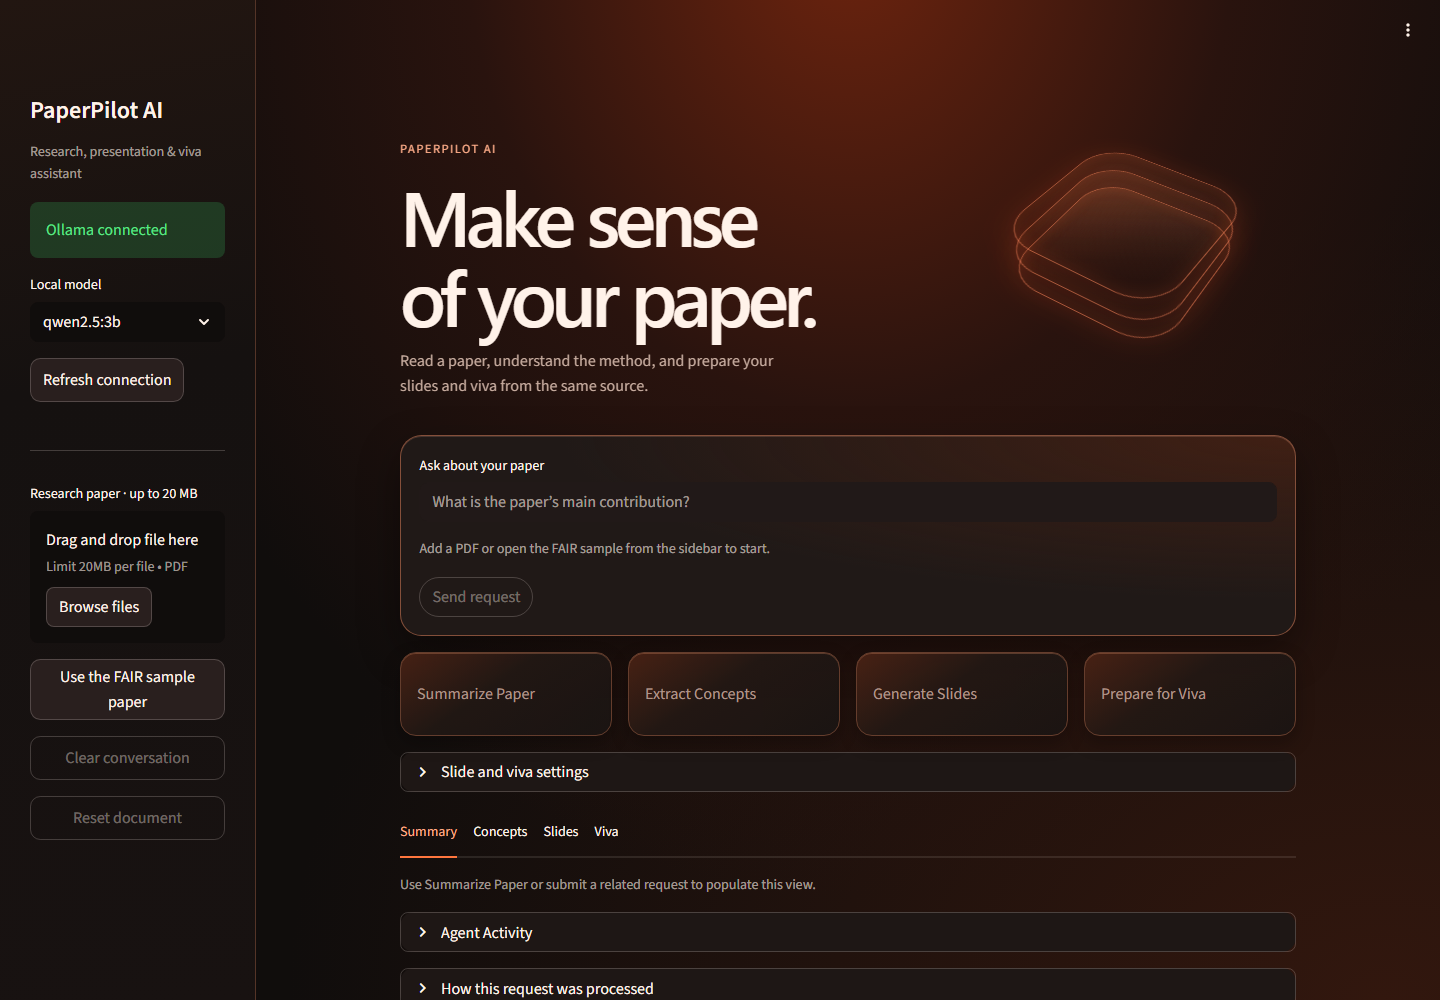 PaperPilot AI
Research, presentation & viva
assistant
Ollama connected
Local model
qwen2.5:3b
Refresh connection
Research paper · up to 20 MB
Drag and drop file here
Limit 20MB per file • PDF
Browse files
Use the FAIR sample
paper
Clear conversation
Reset document
PAPERPILOT AI
Make sense
of your paper.
Read a paper, understand the method, and prepare your
slides and viva from the same source.
Ask about your paper
What is the paper’s main contribution?
Add a PDF or open the FAIR sample from the sidebar to start.
Send request
Summarize Paper
Extract Concepts
Generate Slides
Prepare for Viva
Slide and viva settings
Summary
Concepts
Slides
Viva
Use Summarize Paper or submit a related request to populate this view.
Agent Activity
How this request was processed